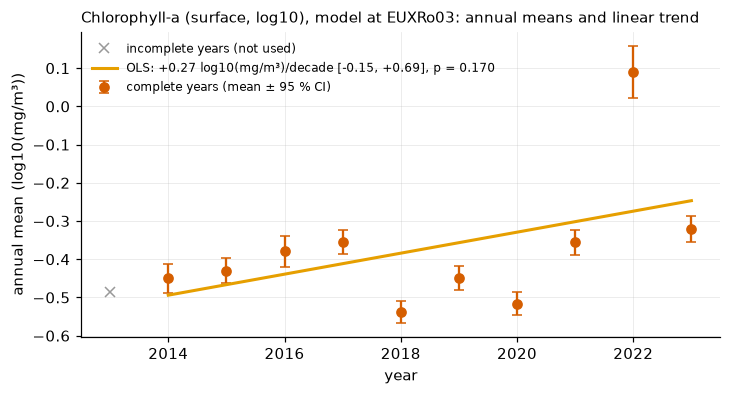 Chlorophyll-a (surface, log10), model at EUXRo03: annual means and linear trend
incomplete years (not used)
OLS: +0.27 log10(mg/m³)/decade [-0.15, +0.69], p = 0.170
complete years (mean ± 95 % CI)
annual mean (log10(mg/m³))
0.1
0.0
−0.1
−0.2
−0.3
−0.4
−0.5
−0.6
2014
2016
2018
2020
2022
year